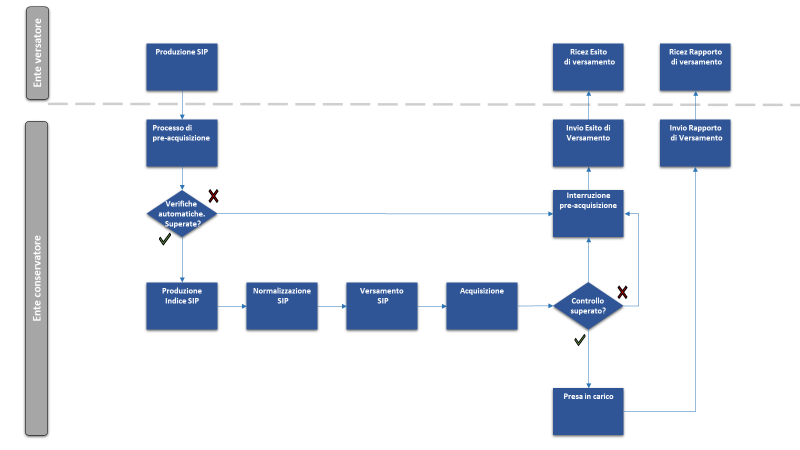 Ente versatore
Produzione SIP
Ricez Esito
di versamento
Ricez Rapporto
di versamento
Ente conservatore
Processo di
pre-acquisizione
Invio Esito di
Versamento
Invio Rapporto
di Versamento
Verifiche
automatiche.
Superate?
Interruzione
pre-acquisizione
Produzione
Indice SIP
Normalizzazione
SIP
Versamento
SIP
Acquisizione
Controllo
superato?
Presa in carico